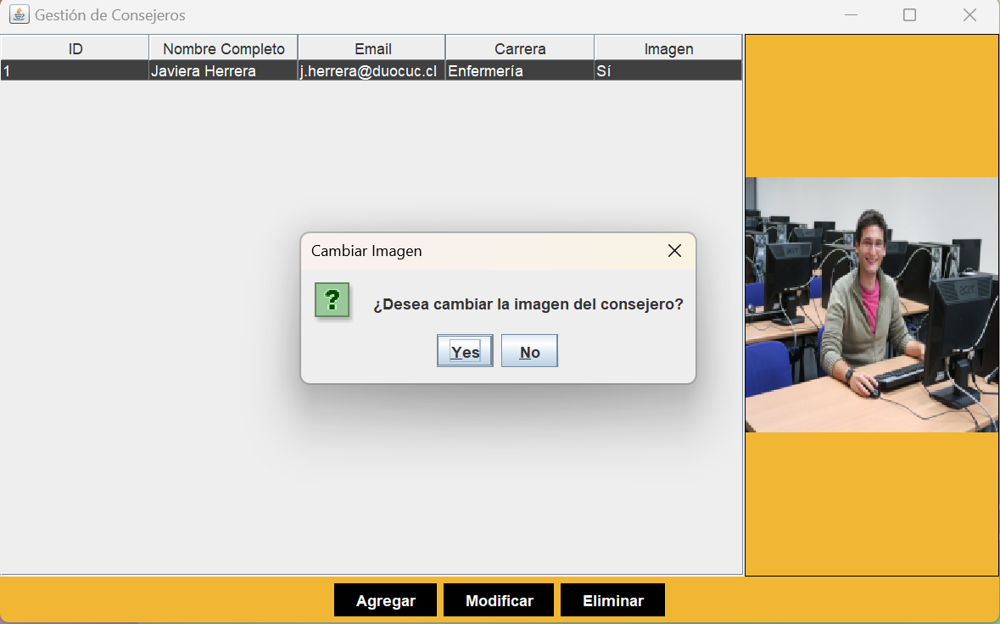 Gestión de Consejeros
ID Nombre Completo Email Carrera Imagen
1 Javiera Herrera j.herrera@duocuc.cl Enfermería Sí
Cambiar Imagen
¿Desea cambiar la imagen del consejero?
Yes No
Agregar Modificar Eliminar